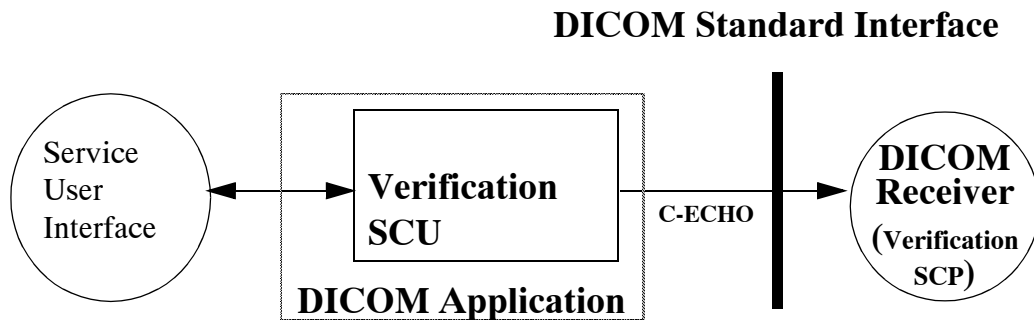 DICOM Standard Interface
Service
User
Interface
Verification
SCU
DICOM Application
C-ECHO
DICOM
Receiver
(Verification
SCP)